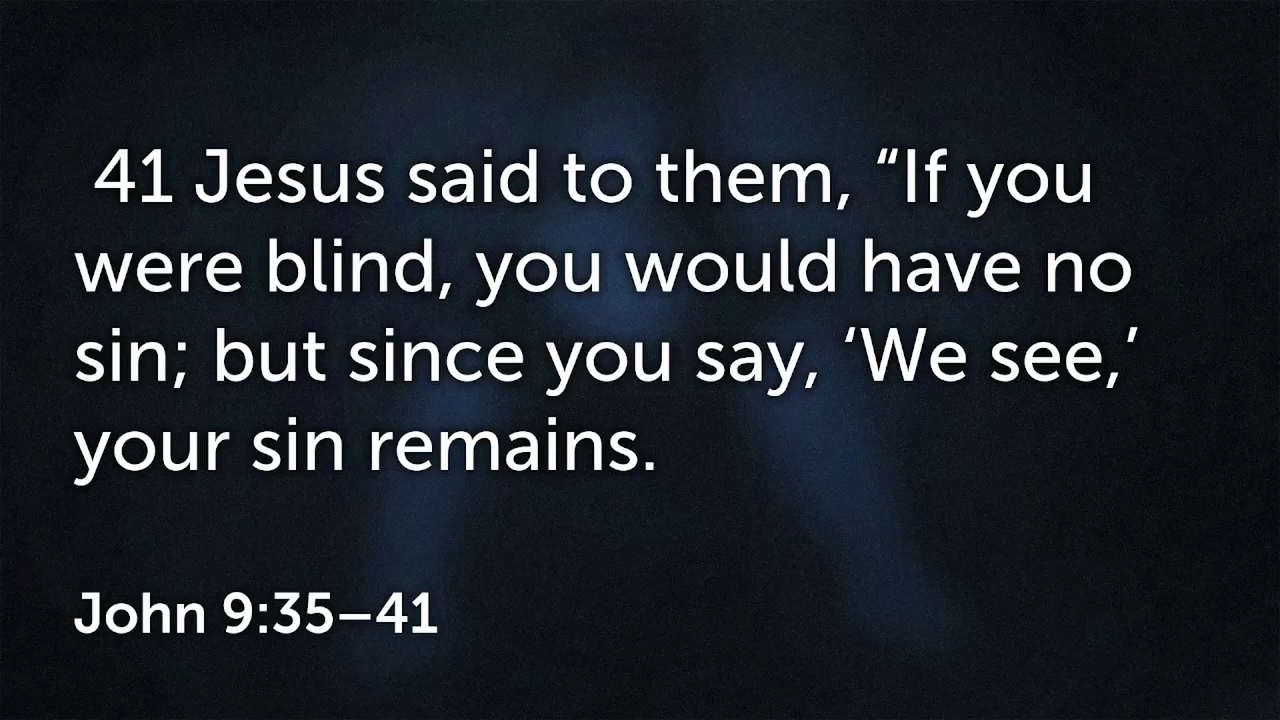 41 Jesus said to them, “If you
were blind, you would have no
sin; but since you say, ‘We see,’
your sin remains.
John 9:35–41